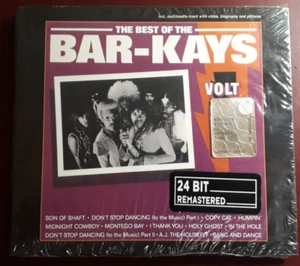 incl. multimedia-track with video, biography and pictures
THE BEST OF THE
BAR-KAYS
VOLT
24 BIT
REMASTERED
SON OF SHAFT · DON'T STOP DANCING (to the Music) Part I · COPY CAT · HUMPIN'
MIDNIGHT COWBOY · MONTEGO BAY · I THANK YOU · HOLY GHOST · IN THE HOLE
DON'T STOP DANCING (to the Music) Part II · A.J. THE HOUSEFLY · SANG AND DANCE